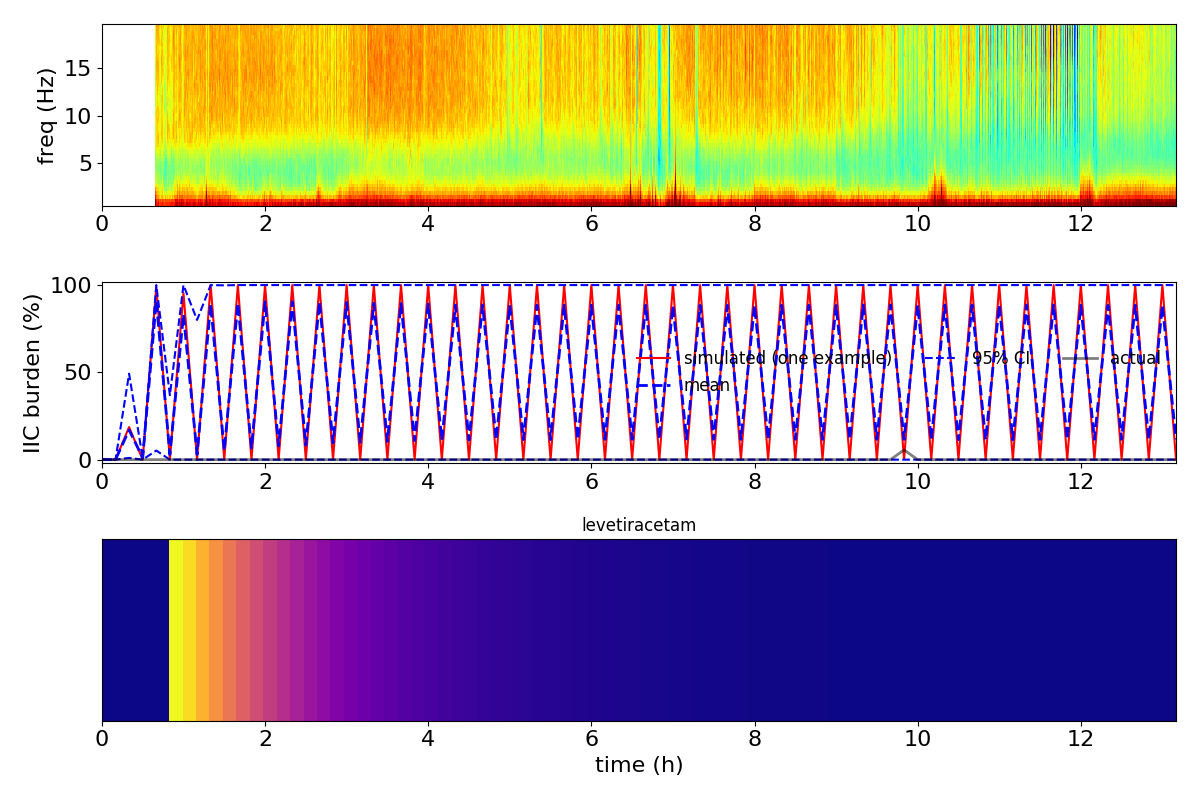 freq (Hz)
15
10
5
0 2 4 6 8 10 12
IIC burden (%)
100
50
0
simulated (one example) 95% CI actual
mean
0 2 4 6 8 10 12
levetiracetam
0 2 4 6 8 10 12
time (h)